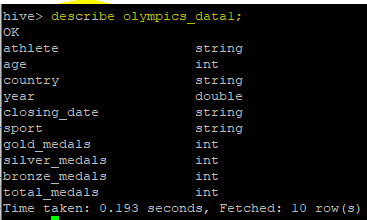 hive> describe olympics_data1;
OK
athlete string
age int
country string
year double
closing_date string
sport string
gold_medals int
silver_medals int
bronze_medals int
total_medals int
Time taken: 0.193 seconds, Fetched: 10 row(s)